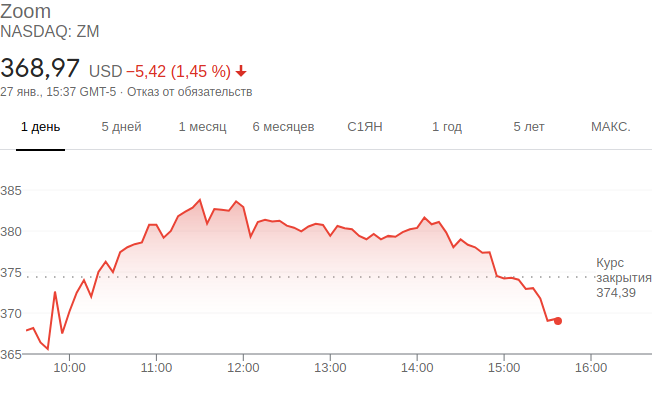 Zoom
NASDAQ: ZM
368,97 USD −5,42 (1,45 %)
27 янв., 15:37 GMT-5 · Отказ от обязательств
1 день 5 дней 1 месяц 6 месяцев С1ЯН 1 год 5 лет МАКС.
385
380
375
370
365
Курс
закрытия
374,39
10:00 11:00 12:00 13:00 14:00 15:00 16:00